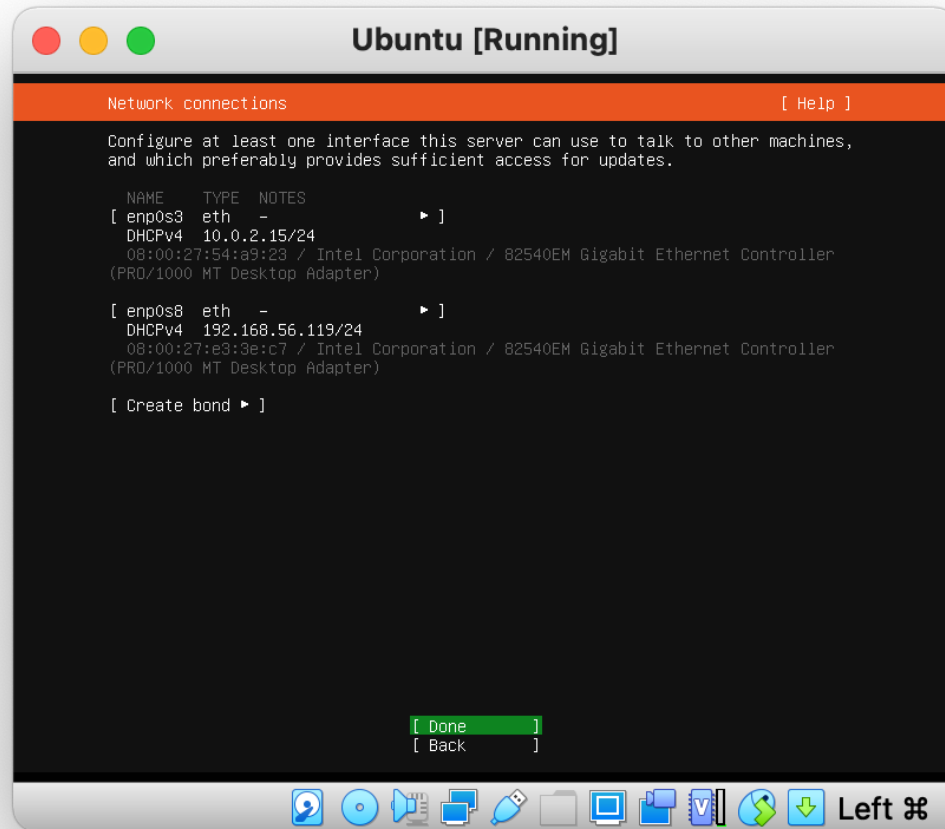 Ubuntu [Running]
Network connections [ Help ]
Configure at least one interface this server can use to talk to other machines,
and which preferably provides sufficient access for updates.
NAME TYPE NOTES
[ enp0s3 eth - ▸ ]
DHCPv4 10.0.2.15/24
08:00:27:54:a9:23 / Intel Corporation / 82540EM Gigabit Ethernet Controller
(PRO/1000 MT Desktop Adapter)
[ enp0s8 eth - ▸ ]
DHCPv4 192.168.56.119/24
08:00:27:e3:3e:c7 / Intel Corporation / 82540EM Gigabit Ethernet Controller
(PRO/1000 MT Desktop Adapter)
[ Create bond ▸ ]
[ Done ]
[ Back ]
V
Left ⌘